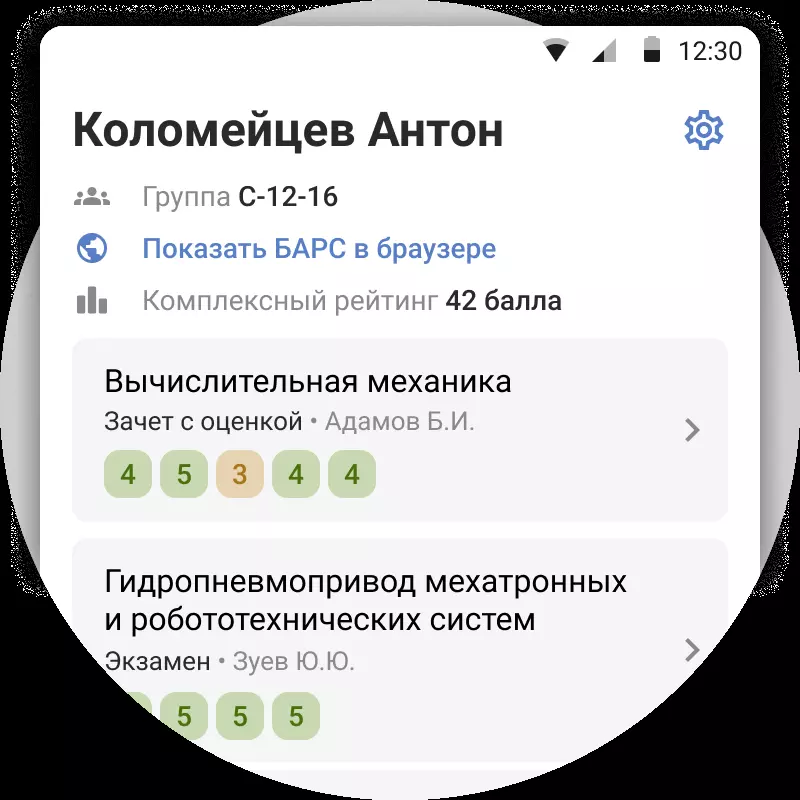 12:30
Коломейцев Антон
Группа С-12-16
Показать БАРС в браузере
Комплексный рейтинг 42 балла
Вычислительная механика
Зачет с оценкой • Адамов Б.И.
4 5 3 4 4
Гидропневмопривод мехатронных
и робототехнических систем
Экзамен • Зуев Ю.Ю.
5 5 5